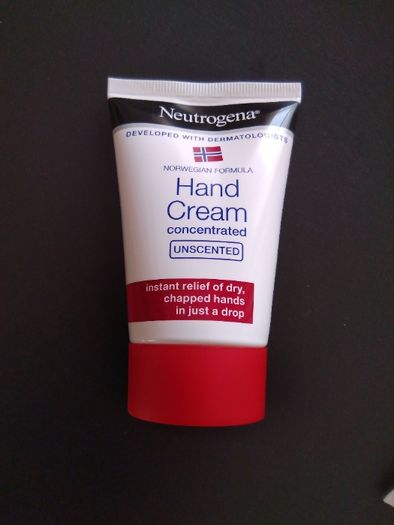 Neutrogena®
DEVELOPED WITH DERMATOLOGISTS
NORWEGIAN FORMULA
Hand
Cream
concentrated
UNSCENTED
instant relief of dry,
chapped hands
in just a drop